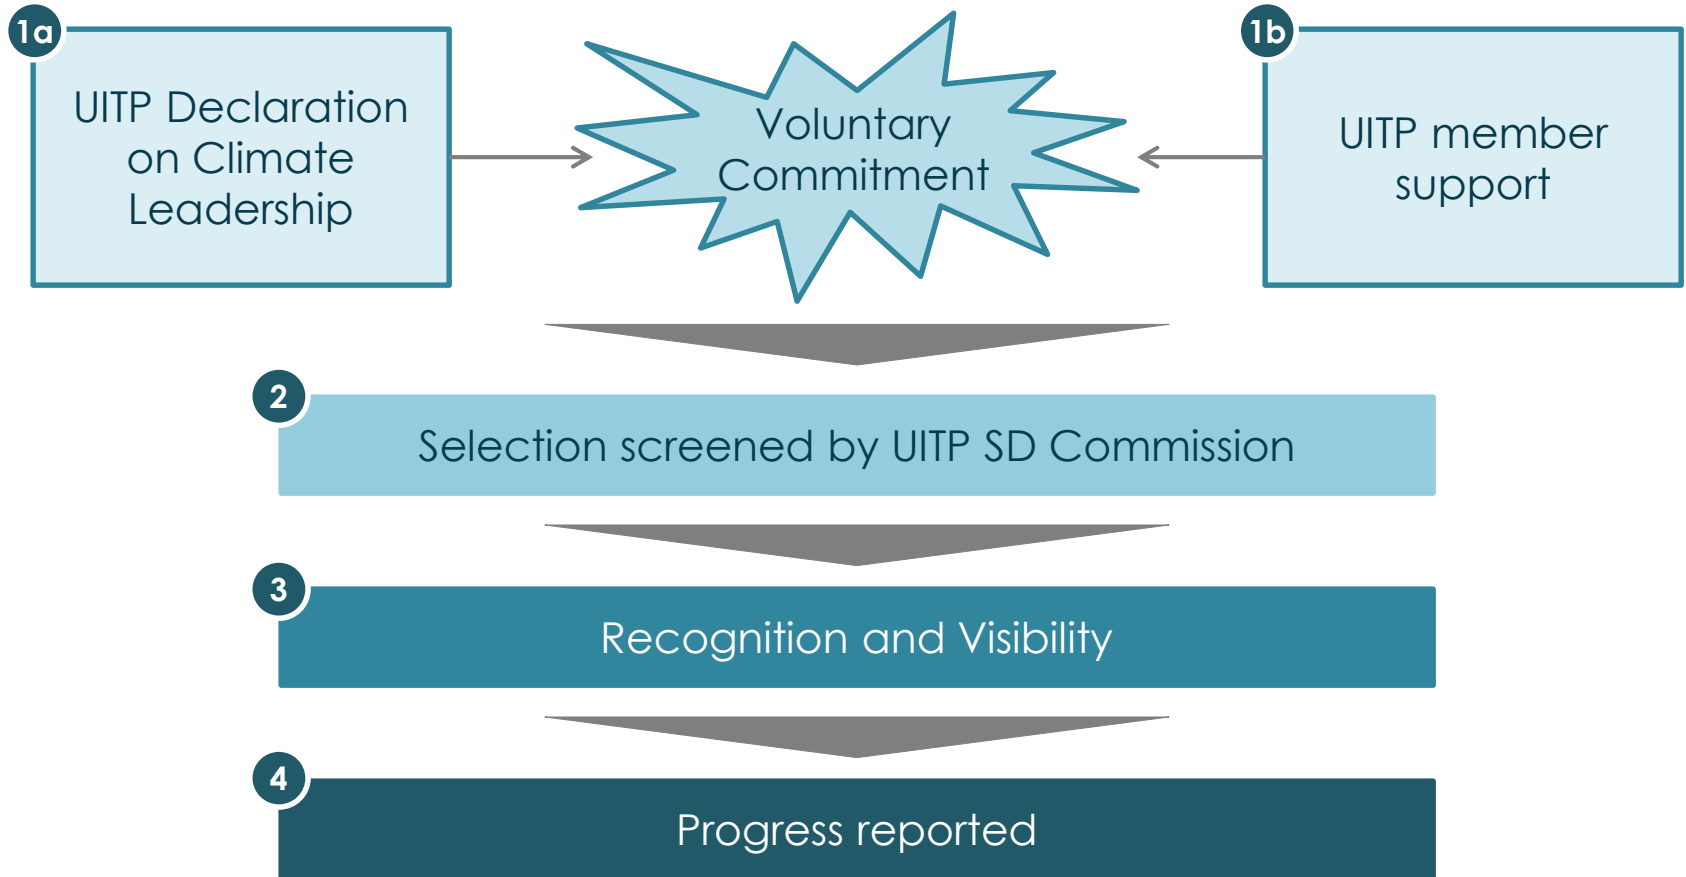 1a
UITP Declaration
on Climate
Leadership
Voluntary
Commitment
1b
UITP member
support
2
Selection screened by UITP SD Commission
3
Recognition and Visibility
4
Progress reported